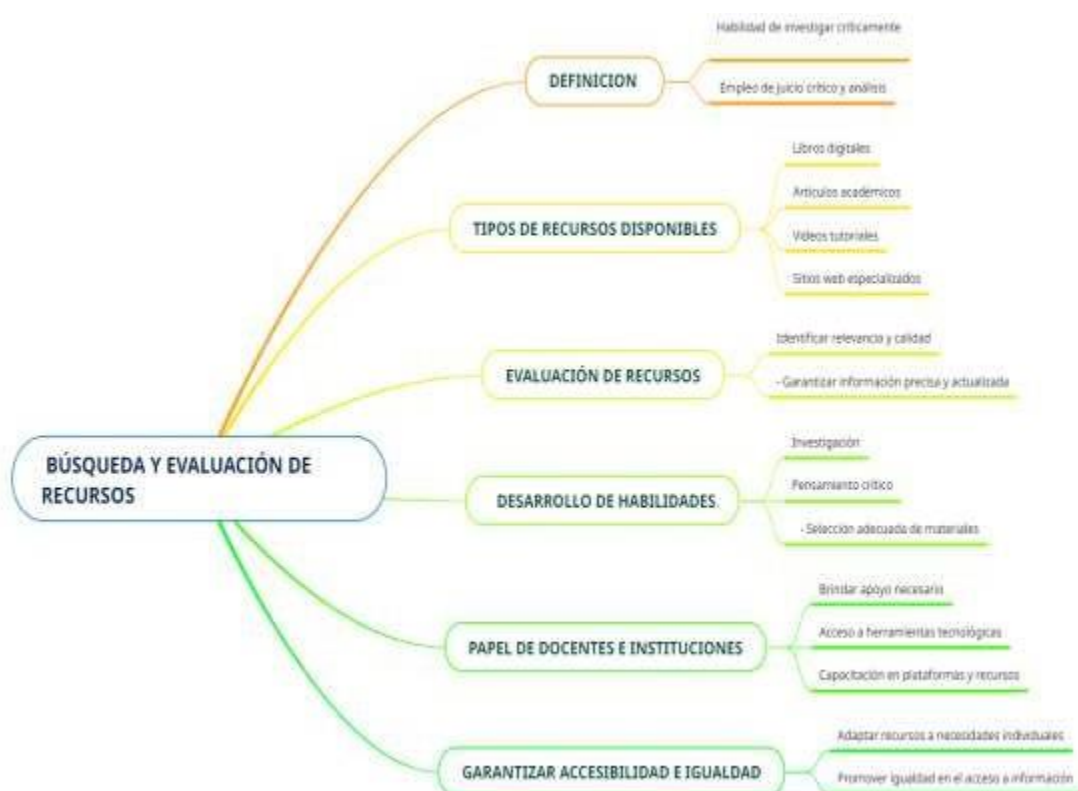 BÚSQUEDA Y EVALUACIÓN DE
RECURSOS
DEFINICION
Habilidad de investigar críticamente
Empleo de juicio crítico y análisis
TIPOS DE RECURSOS DISPONIBLES
Libros digitales
Artículos académicos
Videos tutoriales
Sitios web especializados
EVALUACIÓN DE RECURSOS
Identificar relevancia y calidad
- Garantizar información precisa y actualizada
DESARROLLO DE HABILIDADES
Investigación
Pensamiento crítico
- Selección adecuada de materiales
PAPEL DE DOCENTES E INSTITUCIONES
Brindar apoyo necesario
Acceso a herramientas tecnológicas
Capacitación en plataformas y recursos
GARANTIZAR ACCESIBILIDAD E IGUALDAD
Adaptar recursos a necesidades individuales
Promover igualdad en el acceso a información